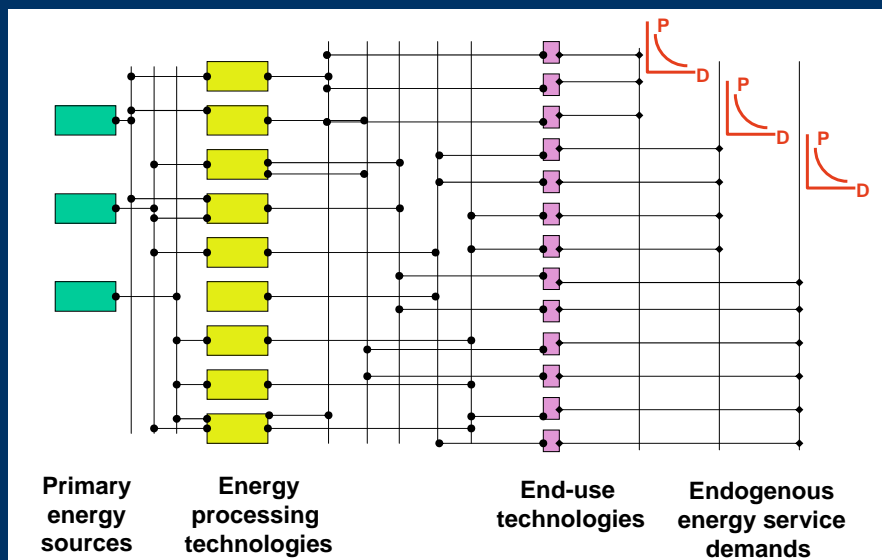 P
D
P
D
P
D
Primary
energy
sources
Energy
processing
technologies
End-use
technologies
Endogenous
energy service
demands